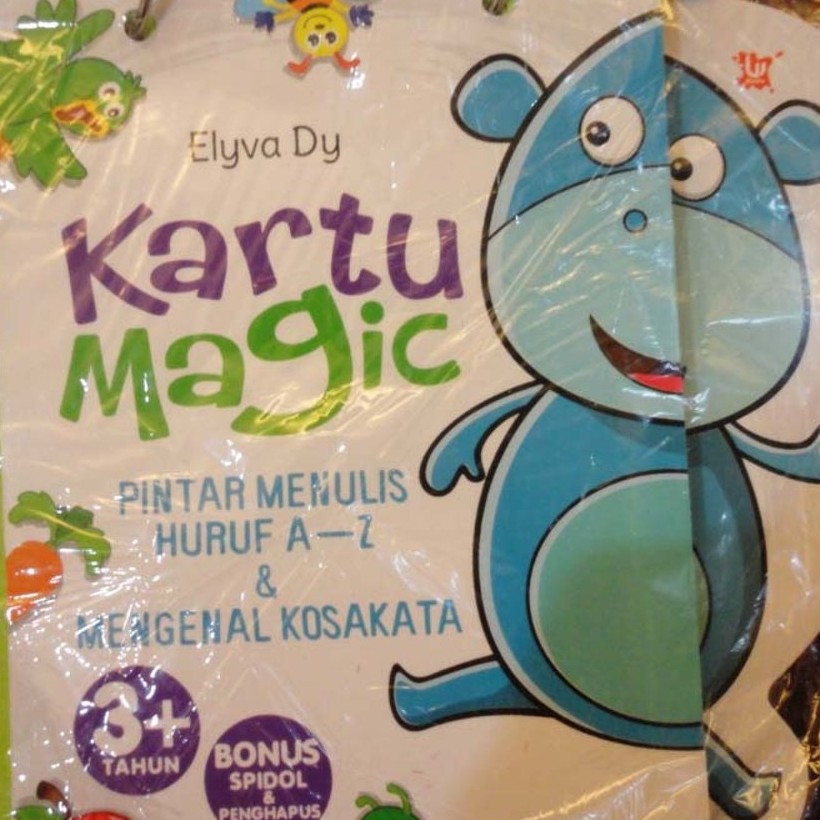 Elyva Dy
Kartu
Magic
PINTAR MENULIS
HURUF A—Z
&
MENGENAL KOSAKATA
3+
TAHUN
BONUS
SPIDOL
&
PENGHAPUS